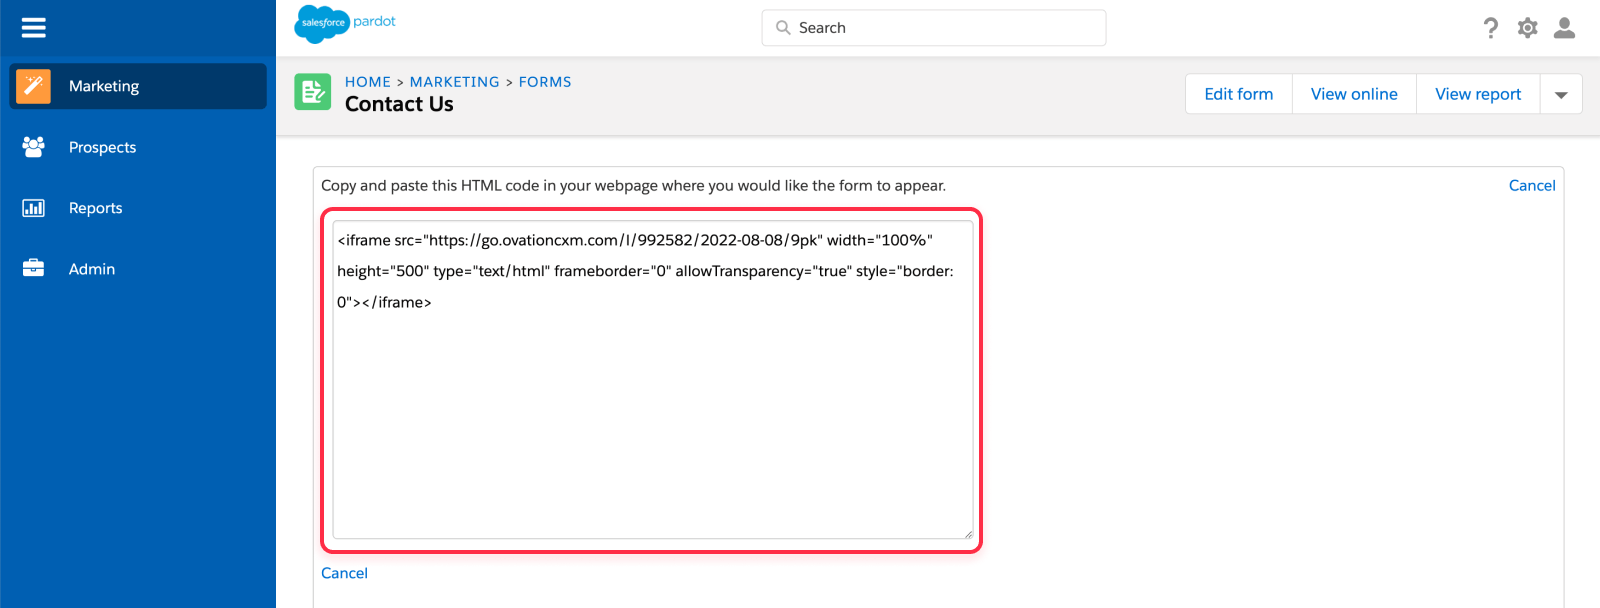 salesforce pardot
Search
Marketing
Prospects
Reports
Admin
HOME > MARKETING > FORMS
Contact Us
Edit form
View online
View report
Copy and paste this HTML code in your webpage where you would like the form to appear.
Cancel
<iframe src="https://go.ovationcxm.com/l/992582/2022-08-08/9pk" width="100%"
height="500" type="text/html" frameborder="0" allowTransparency="true" style="border:
0"></iframe>
Cancel